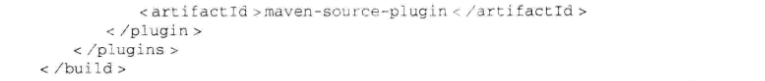 <artifactId>maven-source-plugin</artifactId>
</plugin>
</plugins>
</build>